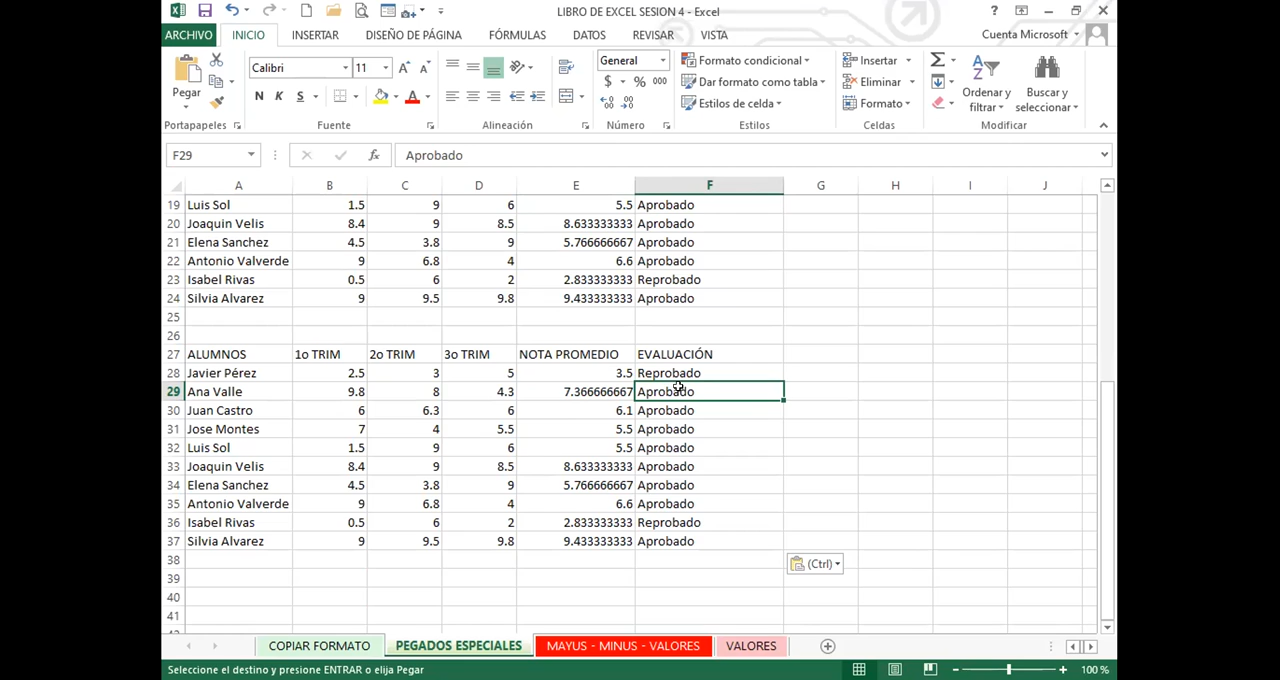 LIBRO DE EXCEL SESION 4 - Excel
?
ARCHIVO INICIO INSERTAR DISEÑO DE PÁGINA FÓRMULAS DATOS REVISAR VISTA Cuenta Microsoft
Calibri 11 General Formato condicional Insertar
Dar formato como tabla Eliminar
Pegar N K S $ % 000 Estilos de celda Formato Ordenar y filtrar Buscar y seleccionar
Portapapeles Fuente Alineación Número Estilos Celdas Modificar
F29 fx Aprobado
A B C D E F G H I J
19 Luis Sol 1.5 9 6 5.5 Aprobado
20 Joaquin Velis 8.4 9 8.5 8.633333333 Aprobado
21 Elena Sanchez 4.5 3.8 9 5.766666667 Aprobado
22 Antonio Valverde 9 6.8 4 6.6 Aprobado
23 Isabel Rivas 0.5 6 2 2.833333333 Reprobado
24 Silvia Alvarez 9 9.5 9.8 9.433333333 Aprobado
25
26
27 ALUMNOS 1o TRIM 2o TRIM 3o TRIM NOTA PROMEDIO EVALUACIÓN
28 Javier Pérez 2.5 3 5 3.5 Reprobado
29 Ana Valle 9.8 8 4.3 7.366666667 Aprobado
30 Juan Castro 6 6.3 6 6.1 Aprobado
31 Jose Montes 7 4 5.5 5.5 Aprobado
32 Luis Sol 1.5 9 6 5.5 Aprobado
33 Joaquin Velis 8.4 9 8.5 8.633333333 Aprobado
34 Elena Sanchez 4.5 3.8 9 5.766666667 Aprobado
35 Antonio Valverde 9 6.8 4 6.6 Aprobado
36 Isabel Rivas 0.5 6 2 2.833333333 Reprobado
37 Silvia Alvarez 9 9.5 9.8 9.433333333 Aprobado
38 (Ctrl)
39
40
41
COPIAR FORMATO PEGADOS ESPECIALES MAYUS - MINUS - VALORES VALORES
Seleccione el destino y presione ENTRAR o elija Pegar 100 %